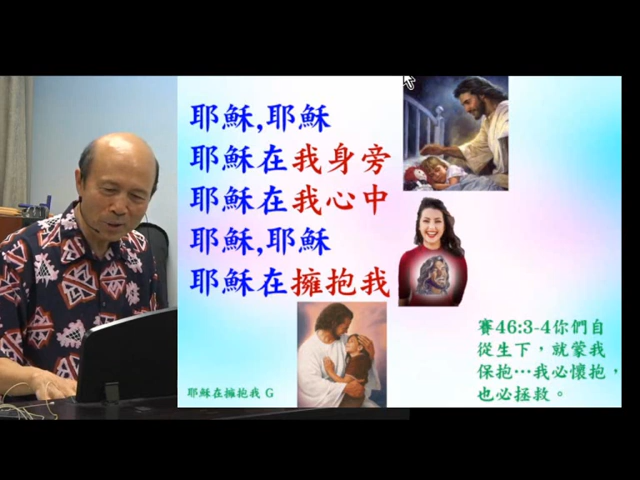 耶穌,耶穌
耶穌在我身旁
耶穌在我心中
耶穌,耶穌
耶穌在擁抱我
賽46:3-4你們自
從生下，就蒙我
保抱…我必懷抱，
也必拯救。
耶穌在擁抱我 G